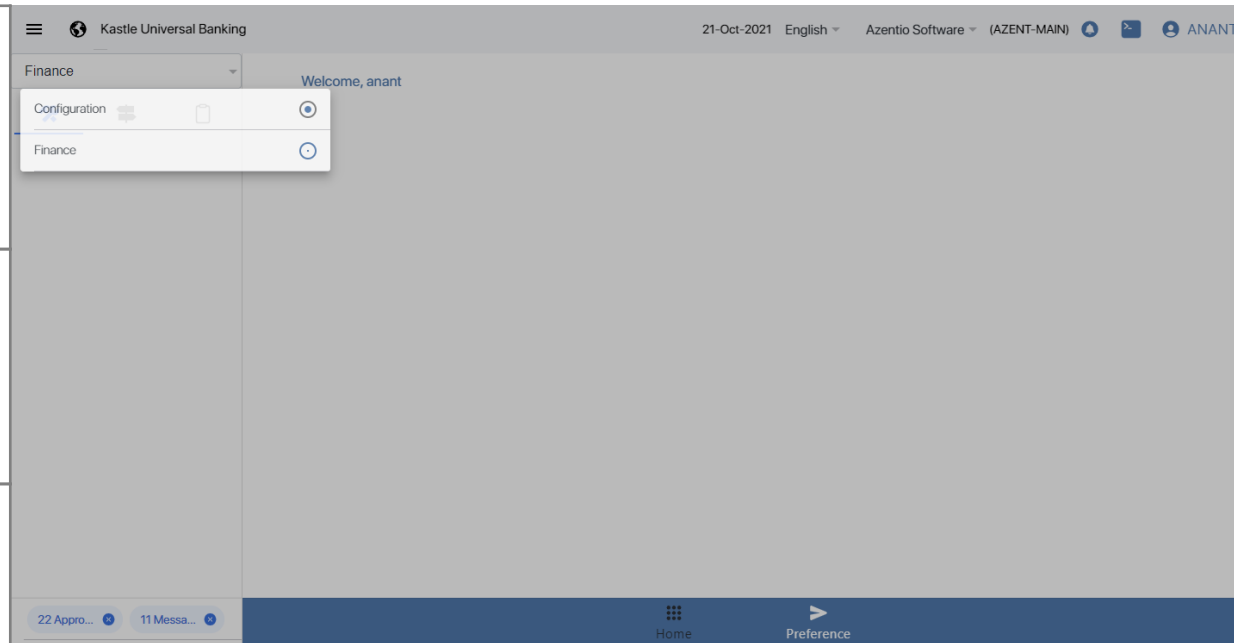 Kastle Universal Banking 21-Oct-2021 English Azentio Software (AZENT-MAIN) ANANT
Finance
Welcome, anant
Configuration
Finance
22 Appro... 11 Messa...
Home Preference